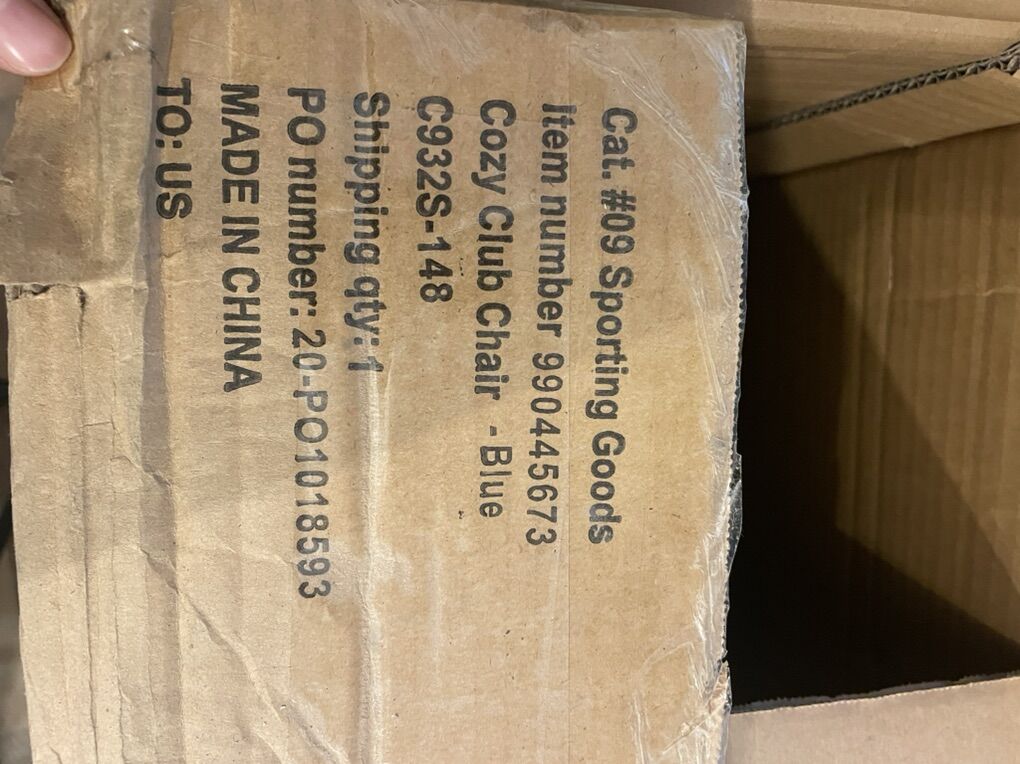 Cat. #09 Sporting Goods
Item number 990445673
Cozy Club Chair - Blue
C932S-148
Shipping qty: 1
PO number: 20-PO1018593
MADE IN CHINA
TO: US